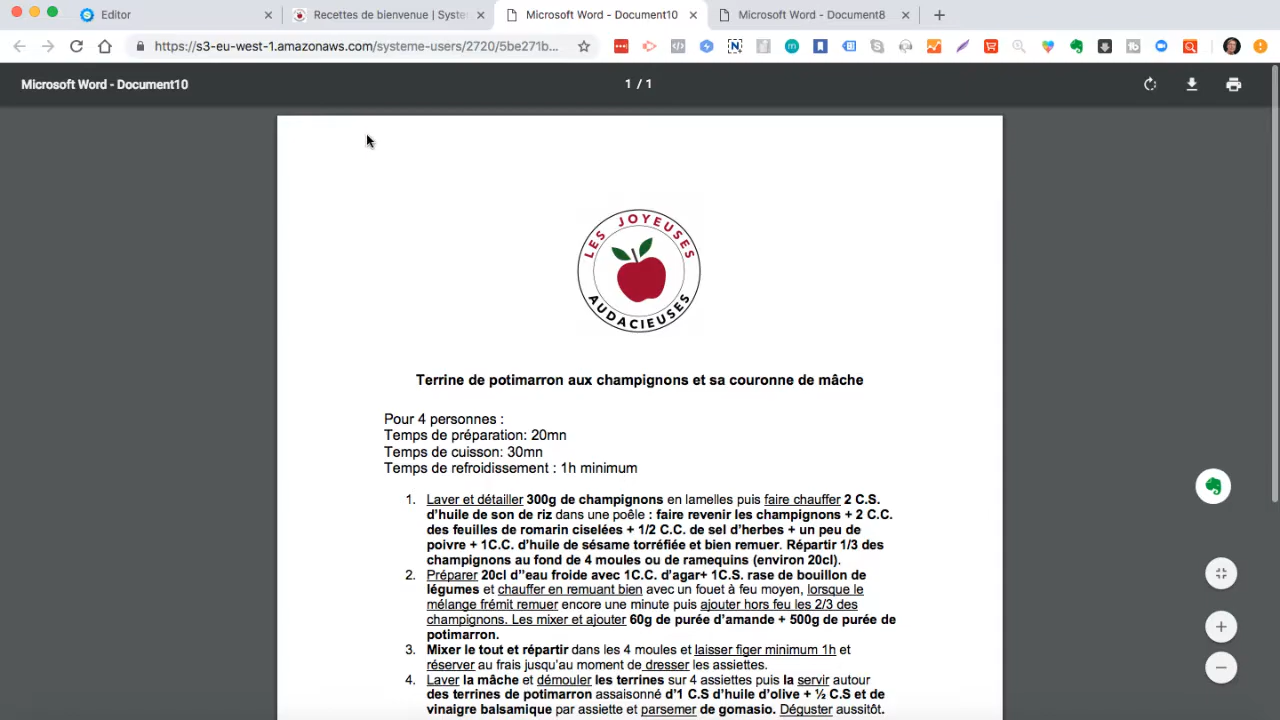 Editor
Recettes de bienvenue | Syster
Microsoft Word - Document10
Microsoft Word - Document8
https://s3-eu-west-1.amazonaws.com/systeme-users/2720/5be271b...
Microsoft Word - Document10
1 / 1
LES JOYEUSES
AUDACIEUSES
Terrine de potimarron aux champignons et sa couronne de mâche
Pour 4 personnes :
Temps de préparation: 20mn
Temps de cuisson: 30mn
Temps de refroidissement : 1h minimum
1. Laver et détailler 300g de champignons en lamelles puis faire chauffer 2 C.S.
d'huile de son de riz dans une poêle : faire revenir les champignons + 2 C.C.
des feuilles de romarin ciselées + 1/2 C.C. de sel d'herbes + un peu de
poivre + 1C.C. d'huile de sésame torréfiée et bien remuer. Répartir 1/3 des
champignons au fond de 4 moules ou de ramequins (environ 20cl).
2. Préparer 20cl d''eau froide avec 1C.C. d'agar+ 1C.S. rase de bouillon de
légumes et chauffer en remuant bien avec un fouet à feu moyen, lorsque le
mélange frémit remuer encore une minute puis ajouter hors feu les 2/3 des
champignons. Les mixer et ajouter 60g de purée d'amande + 500g de purée de
potimarron.
3. Mixer le tout et répartir dans les 4 moules et laisser figer minimum 1h et
réserver au frais jusqu'au moment de dresser les assiettes.
4. Laver la mâche et démouler les terrines sur 4 assiettes puis la servir autour
des terrines de potimarron assaisonné d'1 C.S d'huile d'olive + ½ C.S et de
vinaigre balsamique par assiette et parsemer de gomasio. Déguster aussitôt.